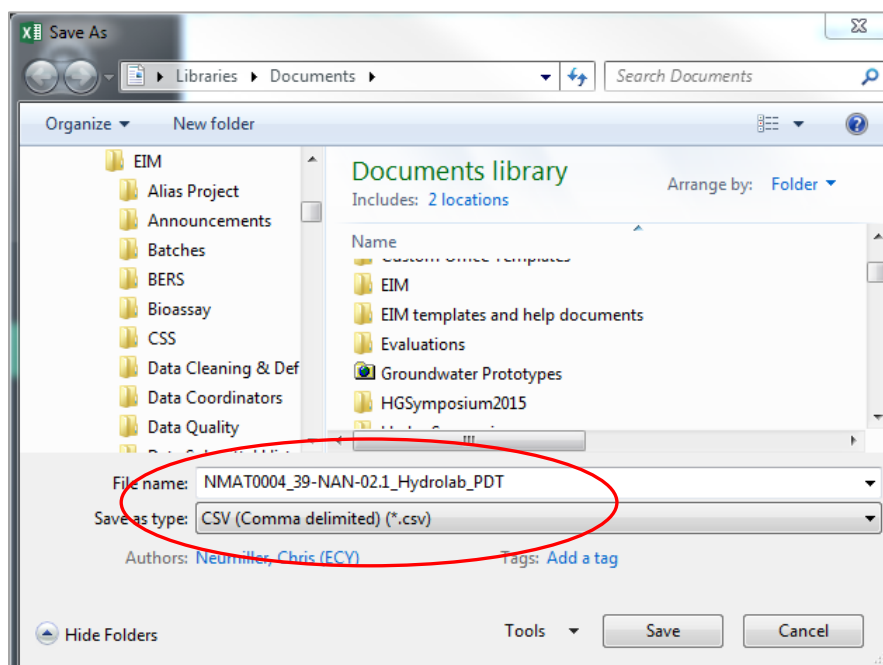 Save As
Libraries Documents
Search Documents
Organize New folder
EIM
Alias Project
Announcements
Batches
BERS
Bioassay
CSS
Data Cleaning & Def
Data Coordinators
Data Quality
Documents library
Includes: 2 locations
Arrange by: Folder
Name
Custom Office Templates
EIM
EIM templates and help documents
Evaluations
Groundwater Prototypes
HGSymposium2015
File name: NMAT0004_39-NAN-02.1_Hydrolab_PDT
Save as type: CSV (Comma delimited) (*.csv)
Authors: Neumiller, Chris (ECY) Tags: Add a tag
Hide Folders Tools Save Cancel